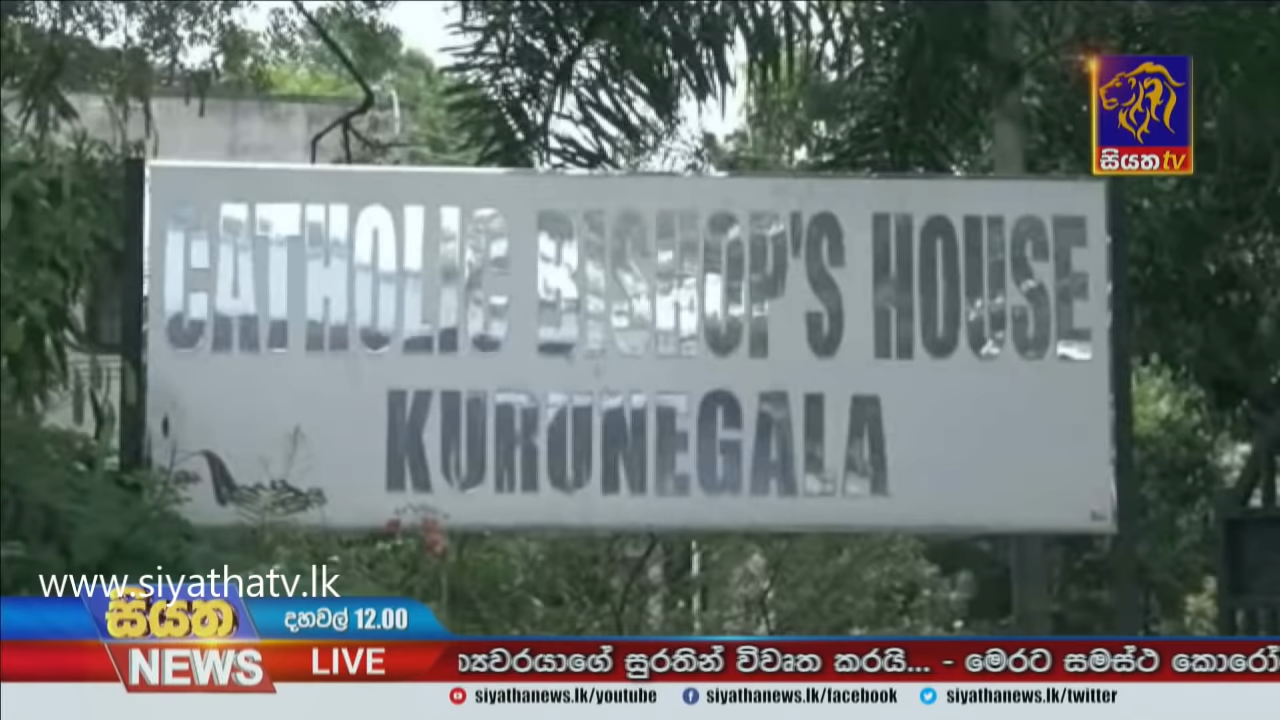 සියත tv
CATHOLIC BISHOP'S HOUSE
KURUNEGALA
www.siyathatv.lk
සියත
දහවල් 12.00
NEWS
LIVE
සුරතින් විවෘත කරයි... - මෙරට සමස්ථ
siyathanews.lk/youtube
siyathanews.lk/facebook
siyathanews.lk/twitter